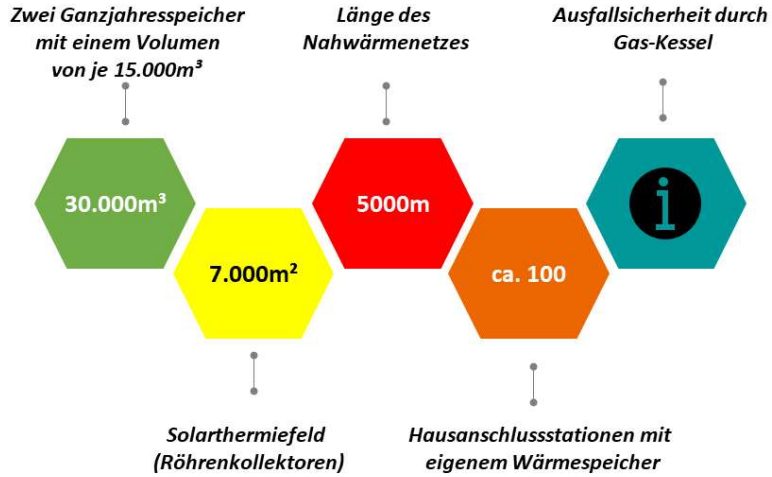 Zwei Ganzjahresspeicher
mit einem Volumen
von je 15.000m³
Länge des
Nahwärmenetzes
Ausfallsicherheit durch
Gas-Kessel
30.000m³
7.000m²
5000m
ca. 100
i
Solarthermiefeld
(Röhrenkollektoren)
Hausanschlussstationen mit
eigenem Wärmespeicher